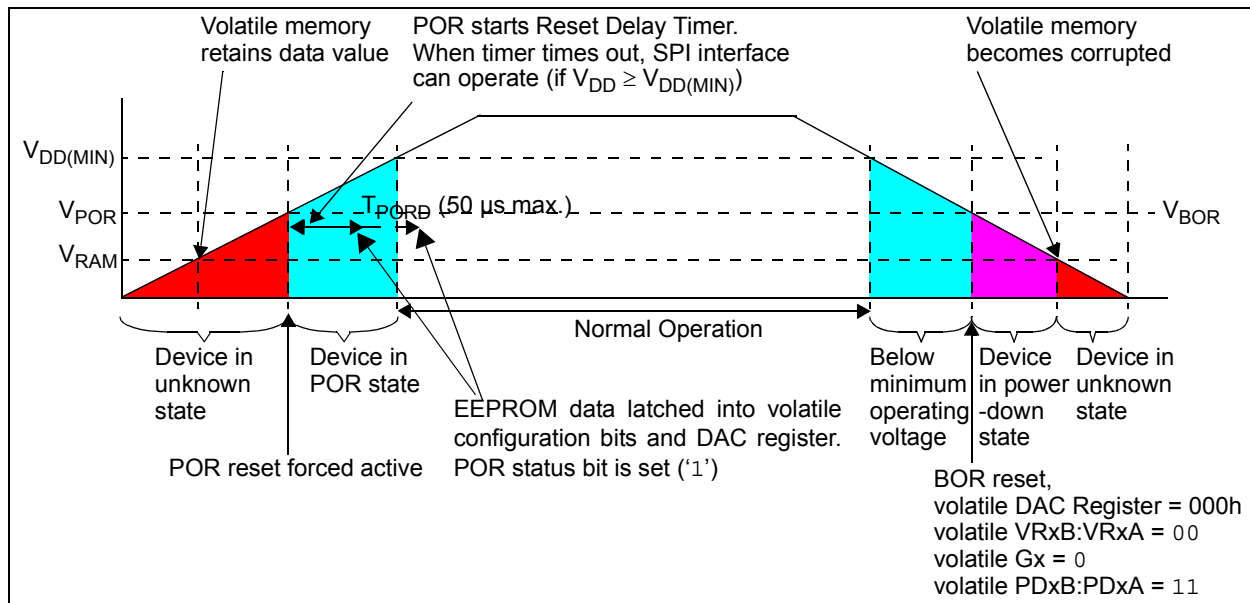 Volatile memory
retains data value
POR starts Reset Delay Timer.
When timer times out, SPI interface
can operate (if VDD ≥ VDD(MIN))
Volatile memory
becomes corrupted
VDD(MIN)
VPOR
VRAM
TPORD (50 µs max.)
VBOR
Normal Operation
Device in
unknown
state
Device in
POR state
Below
minimum
operating
voltage
Device
in power
-down
state
Device in
unknown
state
EEPROM data latched into volatile
configuration bits and DAC register.
POR status bit is set (‘1’)
POR reset forced active
BOR reset,
volatile DAC Register = 000h
volatile VRxB:VRxA = 00
volatile Gx = 0
volatile PDxB:PDxA = 11